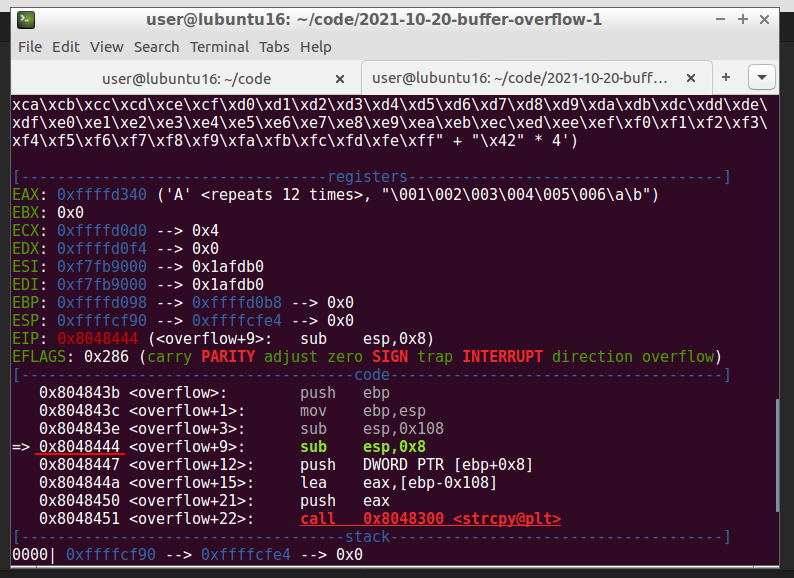 user@lubuntu16: ~/code/2021-10-20-buffer-overflow-1
File Edit View Search Terminal Tabs Help
user@lubuntu16: ~/code
user@lubuntu16: ~/code/2021-10-20-buff...
xca\xcb\xcc\xcd\xce\xcf\xd0\xd1\xd2\xd3\xd4\xd5\xd6\xd7\xd8\xd9\xda\xdb\xdc\xdd\xde\
xdf\xe0\xe1\xe2\xe3\xe4\xe5\xe6\xe7\xe8\xe9\xea\xeb\xec\xed\xee\xef\xf0\xf1\xf2\xf3\
xf4\xf5\xf6\xf7\xf8\xf9\xfa\xfb\xfc\xfd\xfe\xff" + "\x42" * 4')
[----------------------------------registers-----------------------------------]
EAX: 0xffffd340 ('A' <repeats 12 times>, "\001\002\003\004\005\006\a\b")
EBX: 0x0
ECX: 0xffffd0d0 --> 0x4
EDX: 0xffffd0f4 --> 0x0
ESI: 0xf7fb9000 --> 0x1afdb0
EDI: 0xf7fb9000 --> 0x1afdb0
EBP: 0xffffd098 --> 0xffffd0b8 --> 0x0
ESP: 0xffffcf90 --> 0xffffcfe4 --> 0x0
EIP: 0x8048444 (<overflow+9>:	sub    esp,0x8)
EFLAGS: 0x286 (carry PARITY adjust zero SIGN trap INTERRUPT direction overflow)
[-------------------------------------code-------------------------------------]
   0x804843b <overflow>:	push   ebp
   0x804843c <overflow+1>:	mov    ebp,esp
   0x804843e <overflow+3>:	sub    esp,0x108
=> 0x8048444 <overflow+9>:	sub    esp,0x8
   0x8048447 <overflow+12>:	push   DWORD PTR [ebp+0x8]
   0x804844a <overflow+15>:	lea    eax,[ebp-0x108]
   0x8048450 <overflow+21>:	push   eax
   0x8048451 <overflow+22>:	call   0x8048300 <strcpy@plt>
[------------------------------------stack-------------------------------------]
0000| 0xffffcf90 --> 0xffffcfe4 --> 0x0